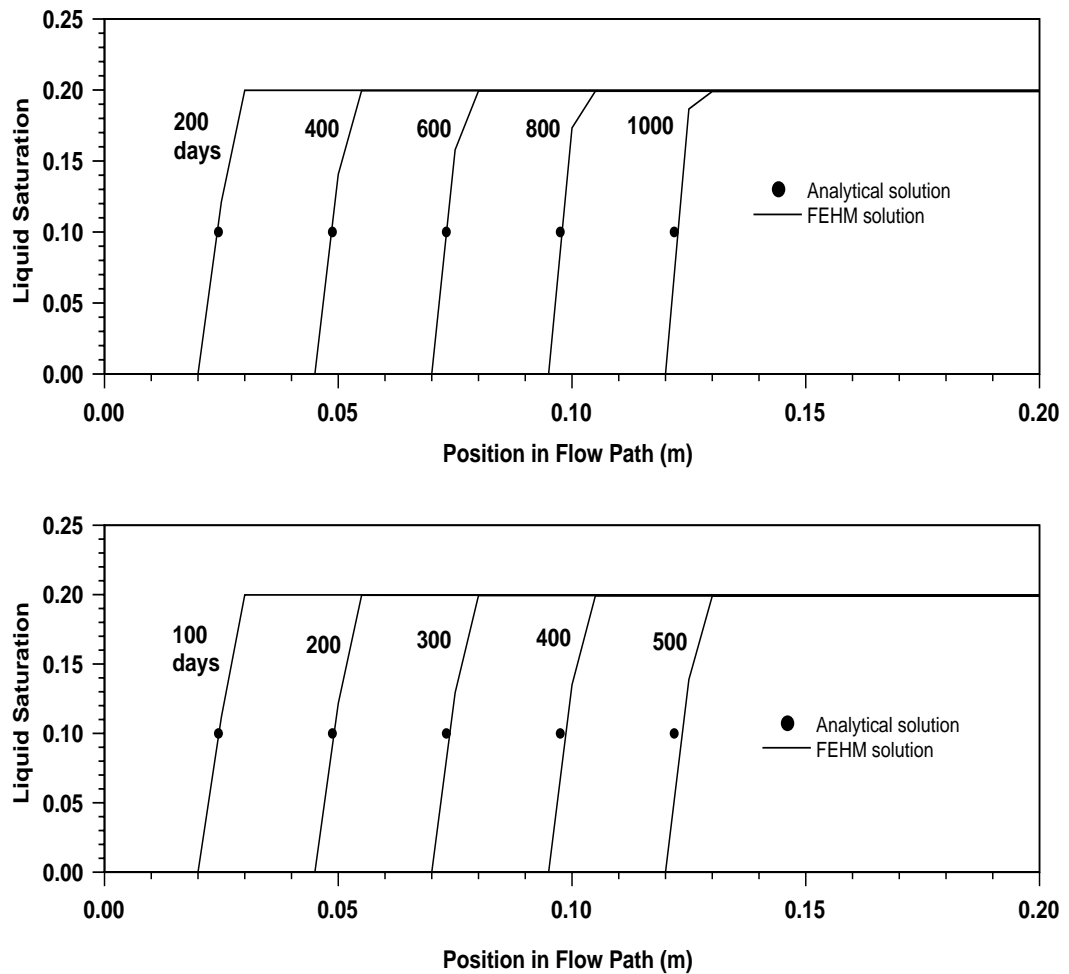 0.25
0.20
0.15
0.10
0.05
0.00
Liquid Saturation
200
days
400
600
800
1000
Analytical solution
FEHM solution
0.00 0.05 0.10 0.15 0.20
Position in Flow Path (m)
0.25
0.20
0.15
0.10
0.05
0.00
Liquid Saturation
100
days
200
300
400
500
Analytical solution
FEHM solution
0.00 0.05 0.10 0.15 0.20
Position in Flow Path (m)